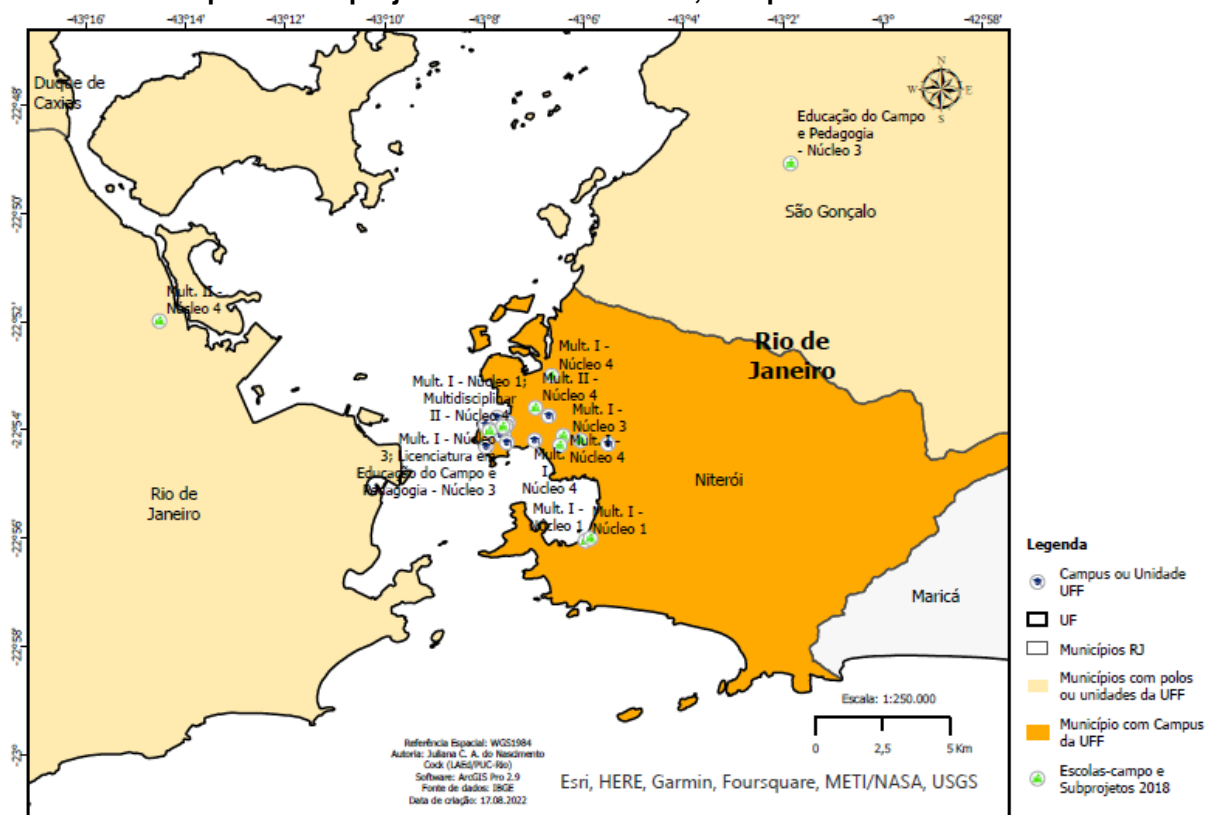 -43°16'
-43°14'
-43°12'
-43°10'
-43°8'
-43°6'
-43°4'
-43°2'
-43°
-42°58'
-22°48'
-22°50'
-22°52'
-22°54'
-22°56'
-22°58'
-23°
Duque de
Caxias
N
W
E
S
Educação do Campo
e Pedagogia
- Núcleo 3
São Gonçalo
Mult. II -
Núcleo 4
Rio de
Janeiro
Mult. I -
Núcleo 4
Mult. I - Núcleo 1;
Multidisciplinar
II - Núcleo 4
Mult. II -
Núcleo 4
Mult. I -
Núcleo 3
Mult. I - Núcleo
3; Licenciatura em
Educação do Campo e
Pedagogia - Núcleo 3
Mult. I -
Núcleo 4
Mult.
I -
Núcleo 4
Niterói
Rio de
Janeiro
Mult. I -
Núcleo 1
Mult. I -
Núcleo 1
Maricá
Escala: 1:250.000
0 2,5 5 Km
Referência Espacial: WGS1984
Autoria: Juliana C. A. do Nascimento
Cock (LAEd/PUC-Rio)
Software: ArcGIS Pro 2.9
Fonte de dados: IBGE
Data de criação: 17.08.2022
Esri, HERE, Garmin, Foursquare, METI/NASA, USGS
Legenda
Campus ou Unidade
UFF
UF
Municípios RJ
Municípios com polos
ou unidades da UFF
Município com Campus
da UFF
Escolas-campo e
Subprojetos 2018